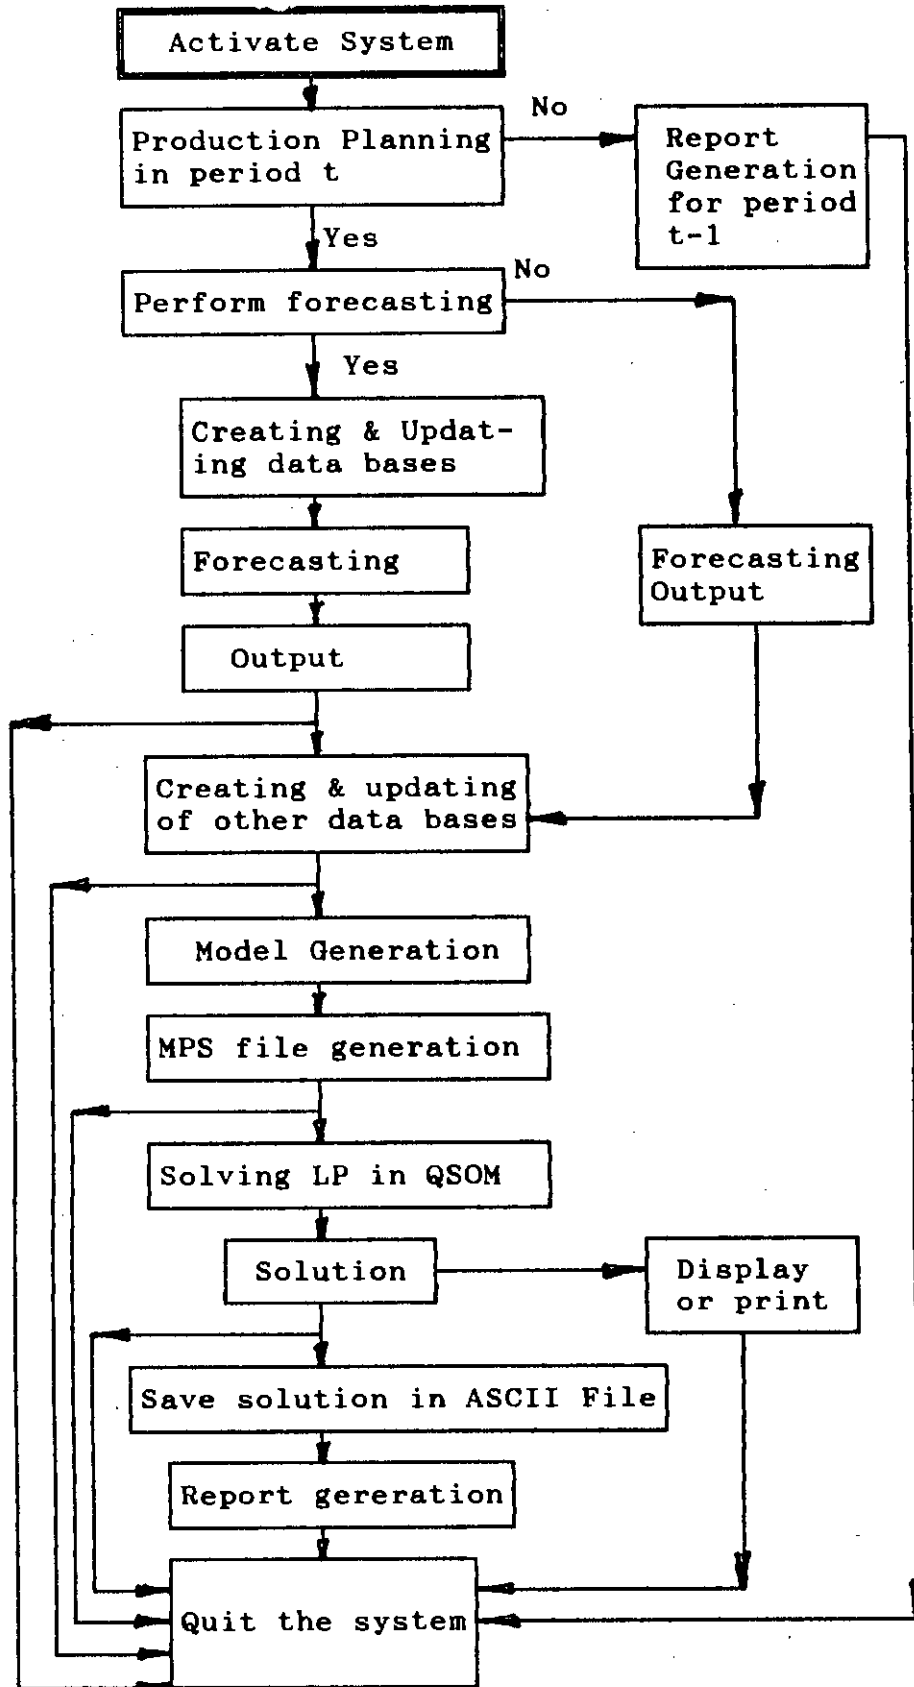 Activate System
No
Production Planning
in period t
Report
Generation
for period
t-1
Yes
No
Perform forecasting
Yes
Creating & Updat-
ing data bases
Forecasting
Forecasting
Output
Output
Creating & updating
of other data bases
Model Generation
MPS file generation
Solving LP in QSOM
Solution
Display
or print
Save solution in ASCII File
Report gereration
Quit the system